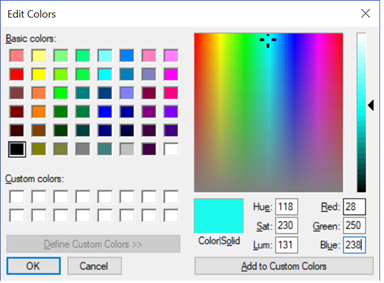 Edit Colors
Basic colors:
Custom colors:
Define Custom Colors >>
OK Cancel
Color|Solid
Hue: 118 Red: 28
Sat: 230 Green: 250
Lum: 131 Blue: 238
Add to Custom Colors